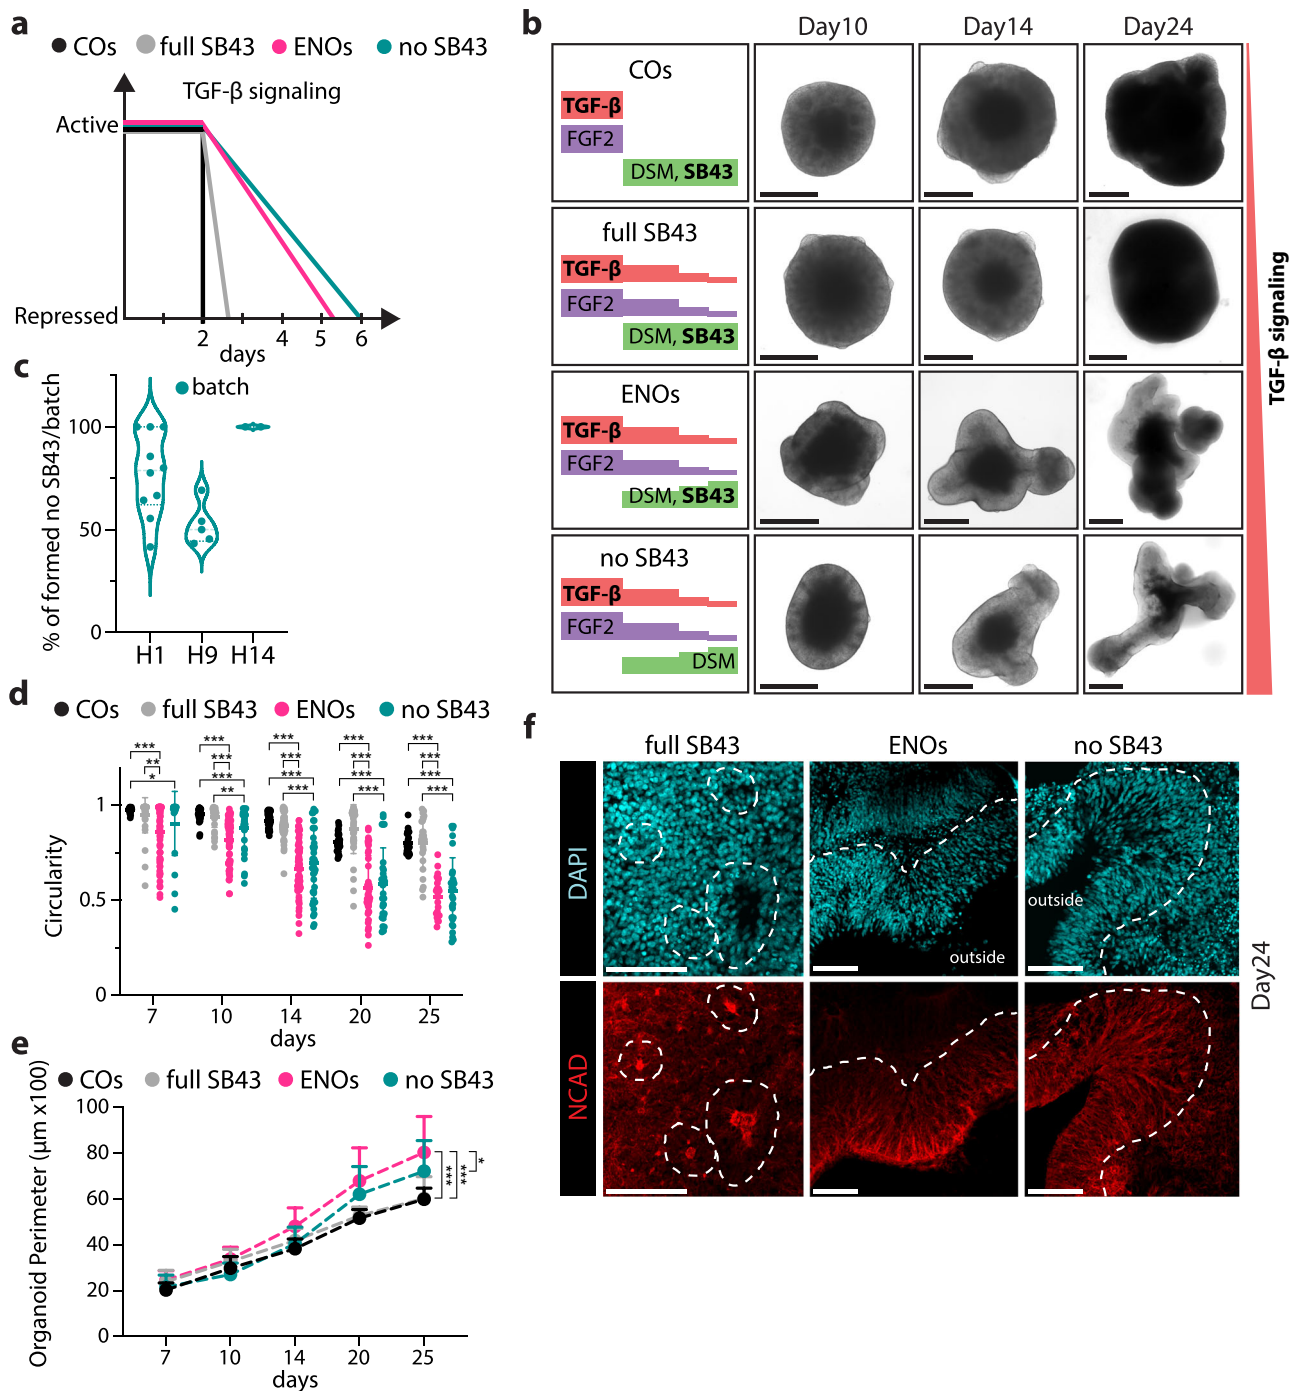 a
COs full SB43 ENOs no SB43
TGF-β signaling
Active
Repressed
2 4 5 6
days
b
Day10 Day14 Day24
COs
TGF-β
FGF2
DSM, SB43
full SB43
TGF-β
FGF2
DSM, SB43
ENOs
TGF-β
FGF2
DSM, SB43
no SB43
TGF-β
FGF2
DSM
TGF-β signaling
c
batch
% of formed no SB43/batch
100
50
0
H1 H9 H14
d
COs full SB43 ENOs no SB43
*** *** *** *** ***
** *** *** *** ***
* *** *** *** ***
** *** *** ***
Circularity
1
0.5
0
7 10 14 20 25
days
e
COs full SB43 ENOs no SB43
Organoid Perimeter (µm x100)
100
80
60
40
20
0
7 10 14 20 25
days
***
***
*
f
full SB43 ENOs no SB43
DAPI
outside
outside
NCAD
Day24